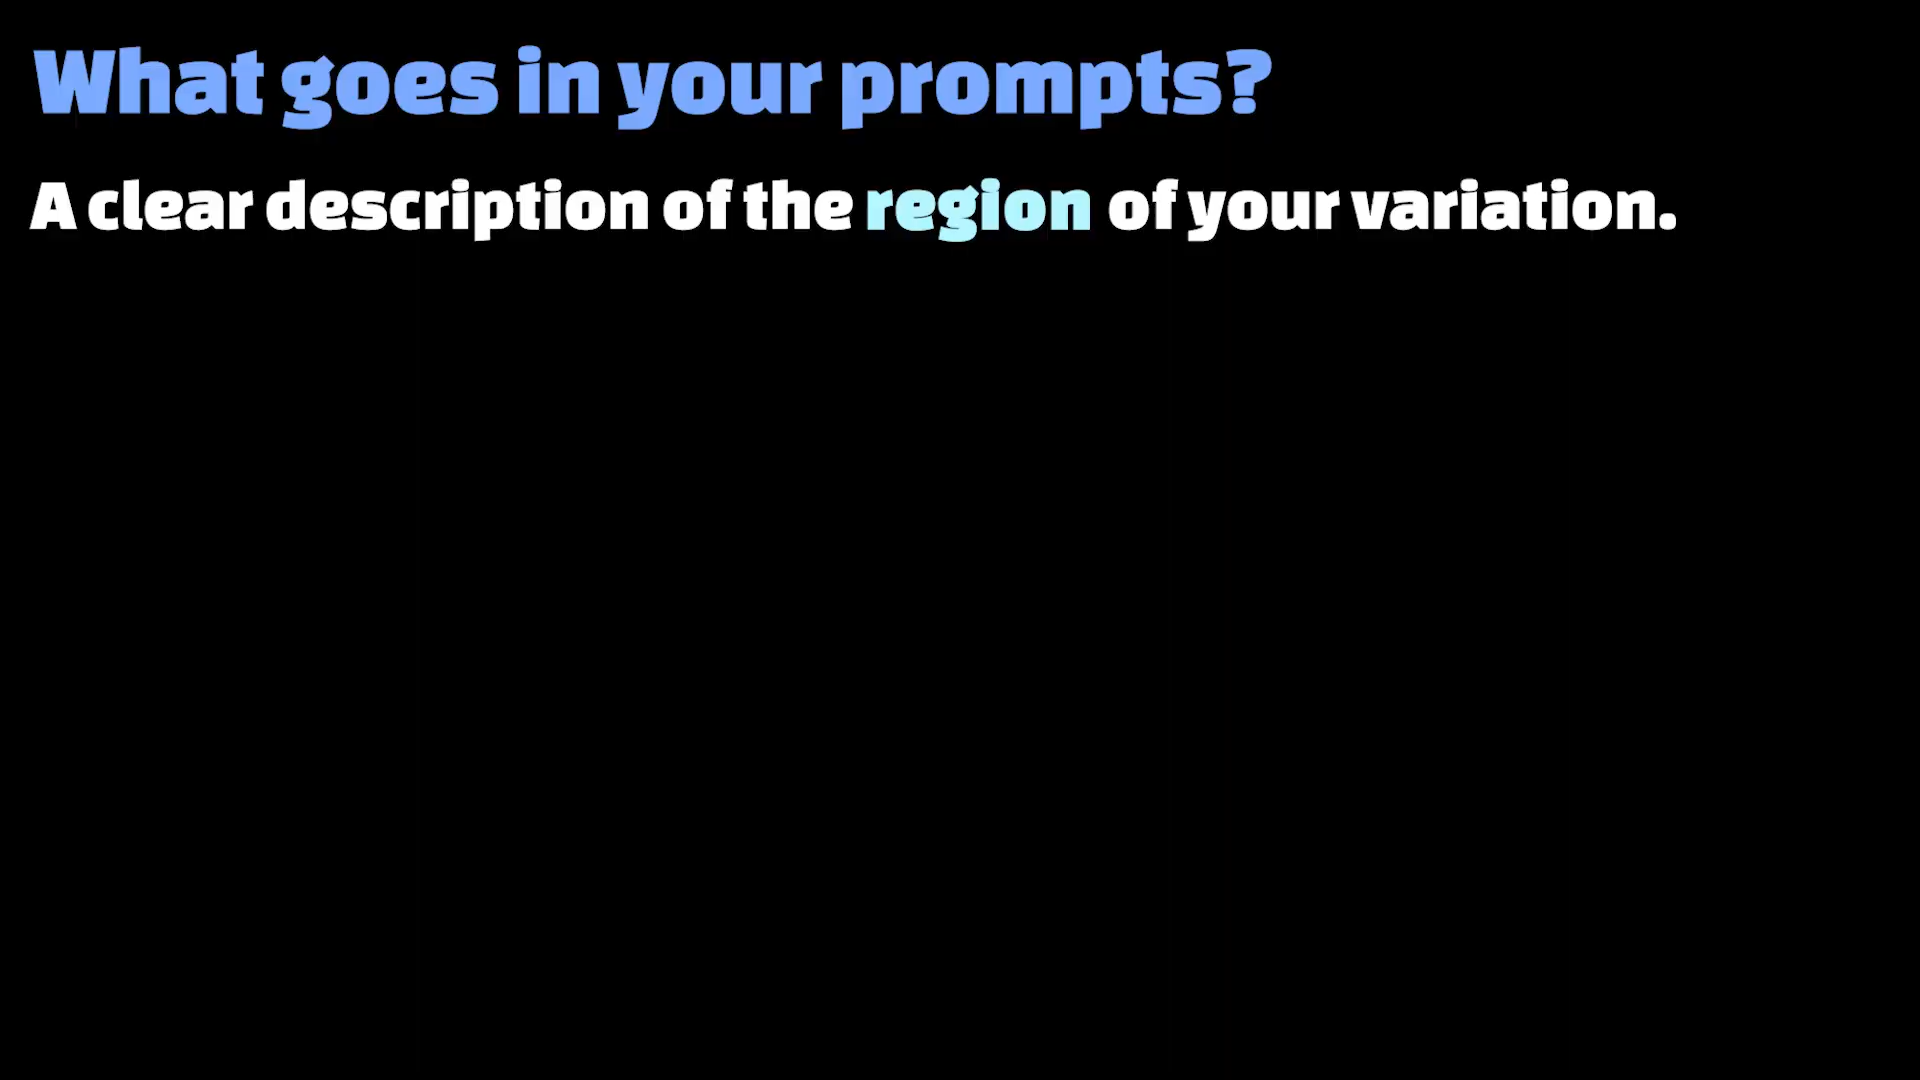 What goes in your prompts?
A clear description of the region of your variation.